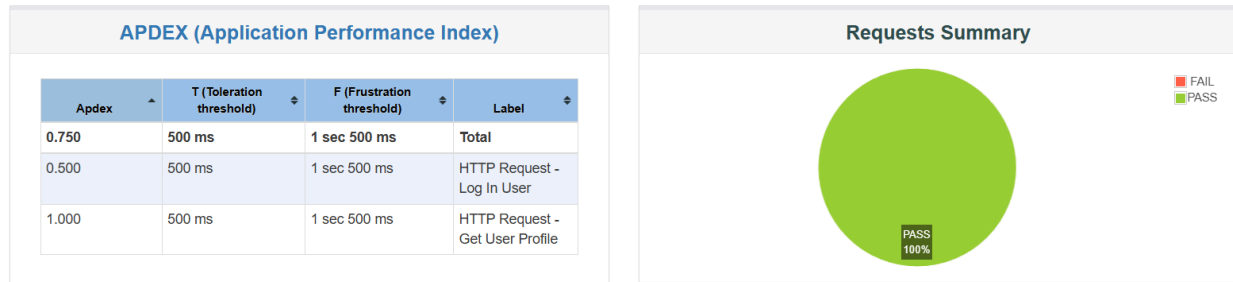 APDEX (Application Performance Index)
Apdex
T (Toleration
threshold)
F (Frustration
threshold)
Label
0.750 500 ms 1 sec 500 ms Total
0.500 500 ms 1 sec 500 ms HTTP Request -
Log In User
1.000 500 ms 1 sec 500 ms HTTP Request -
Get User Profile
Requests Summary
FAIL
PASS
PASS
100%